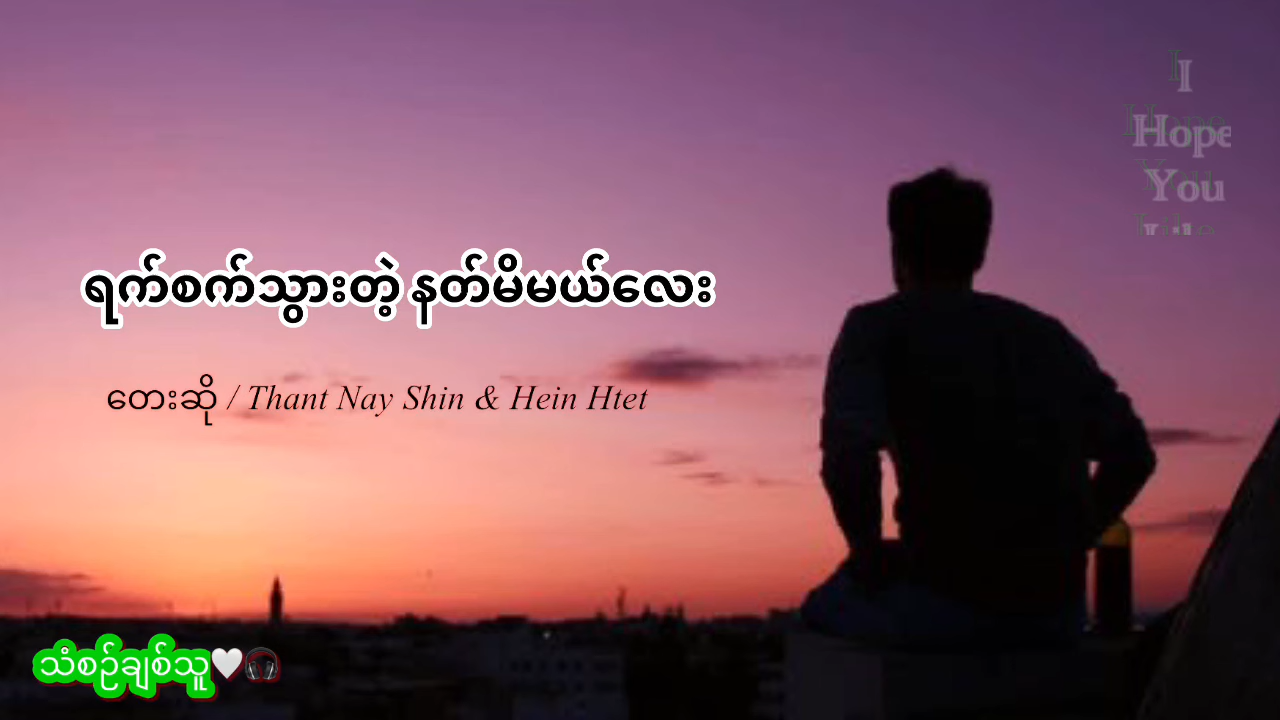 ရက်စက်သွားတဲ့ နတ်မိမယ်လေး
တေးဆို / Thant Nay Shin & Hein Htet
သံစဉ်ချစ်သူ🤍🎧
I
Hope
You